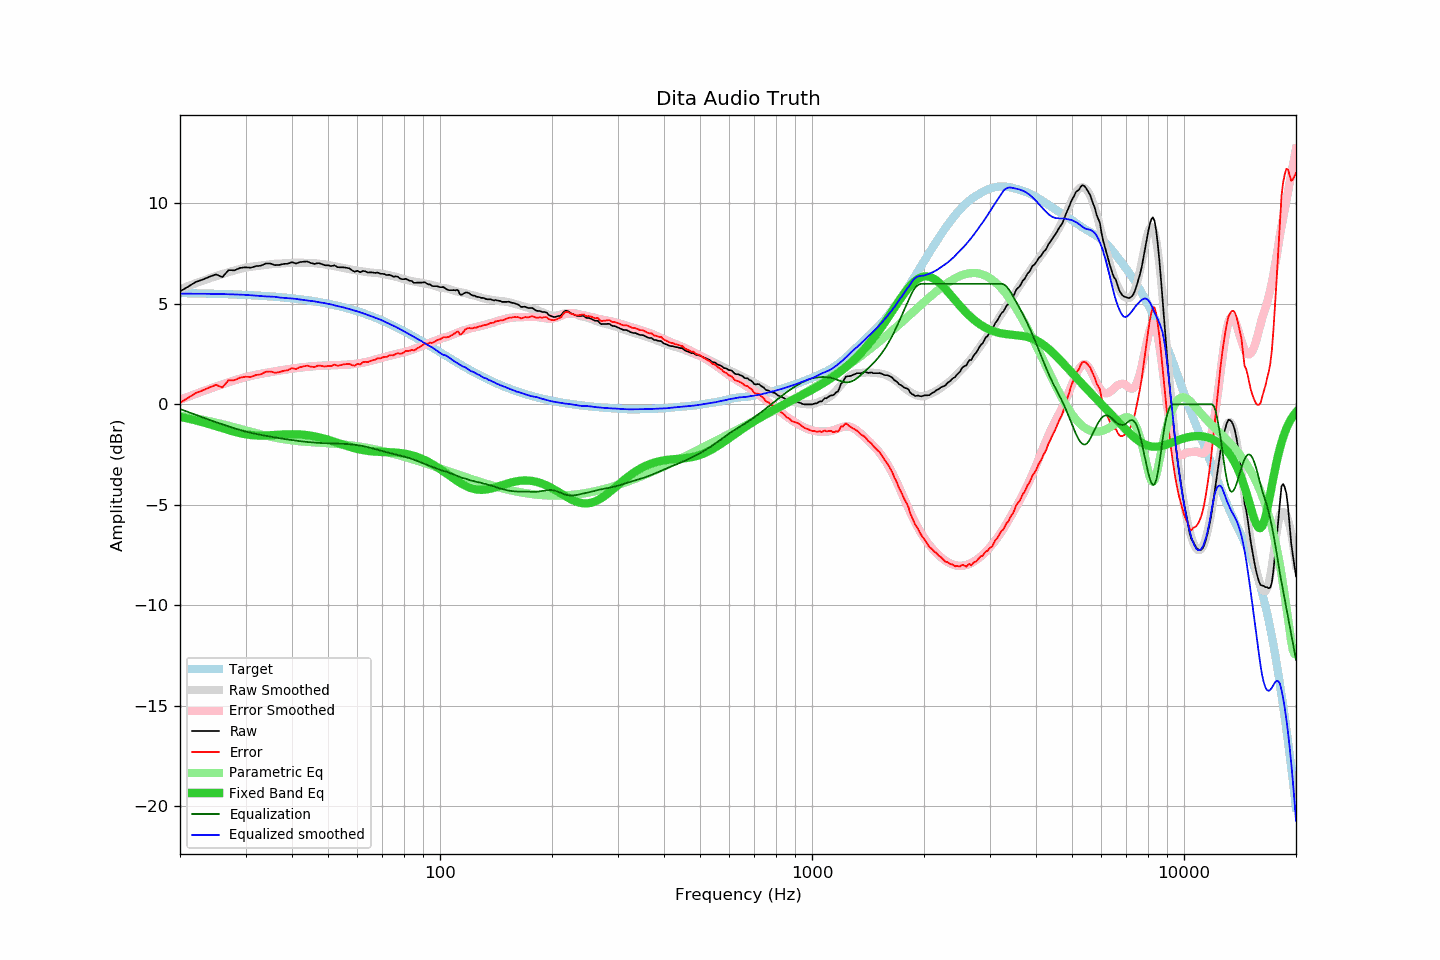 Dita Audio Truth
Amplitude (dBr)
10
5
0
−5
−10
−15
−20
Target
Raw Smoothed
Error Smoothed
Raw
Error
Parametric Eq
Fixed Band Eq
Equalization
Equalized smoothed
100
1000
10000
Frequency (Hz)